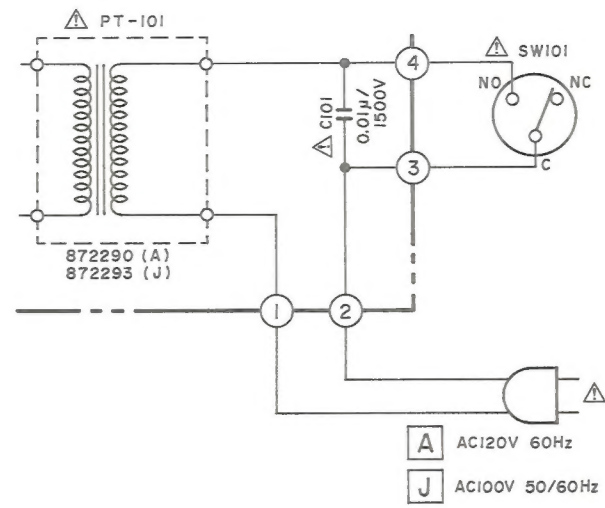 ⚠ PT-101
4
⚠ SW101
NO
NC
C
⚠ C101
0.01μ/
1500V
3
872290 (A)
872293 (J)
1
2
⚠
A AC120V 60Hz
J AC100V 50/60Hz